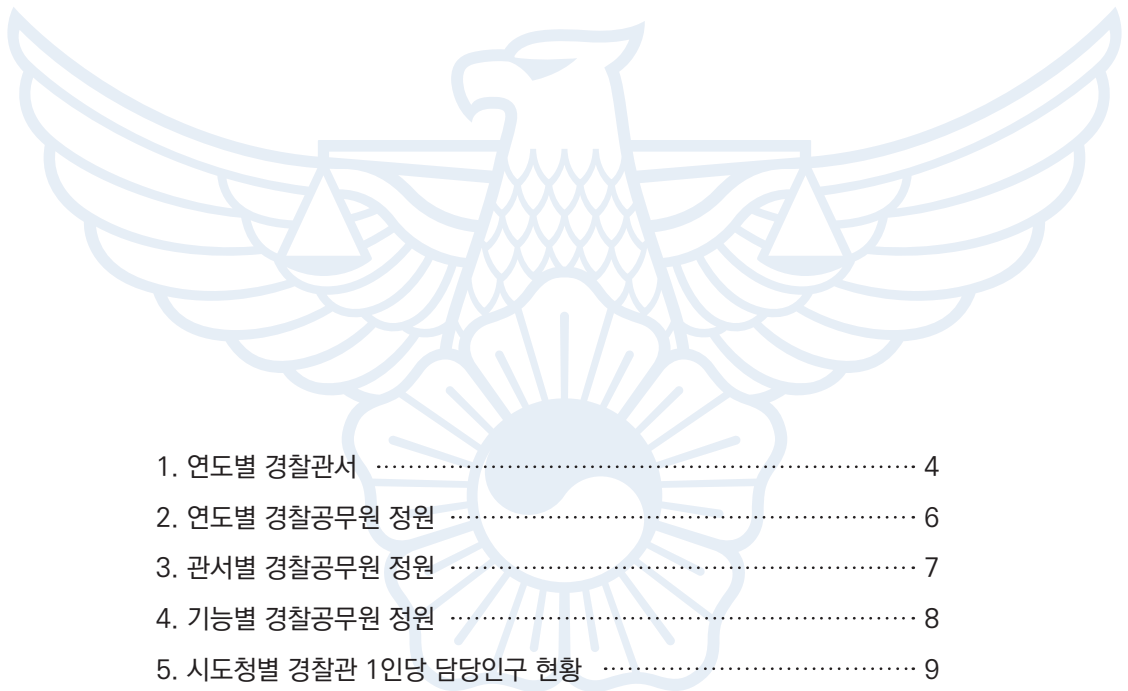 1. 연도별 경찰관서 ································································ 4
2. 연도별 경찰공무원 정원 ······················································· 6
3. 관서별 경찰공무원 정원 ······················································· 7
4. 기능별 경찰공무원 정원 ······················································· 8
5. 시도청별 경찰관 1인당 담당인구 현황 ····································· 9